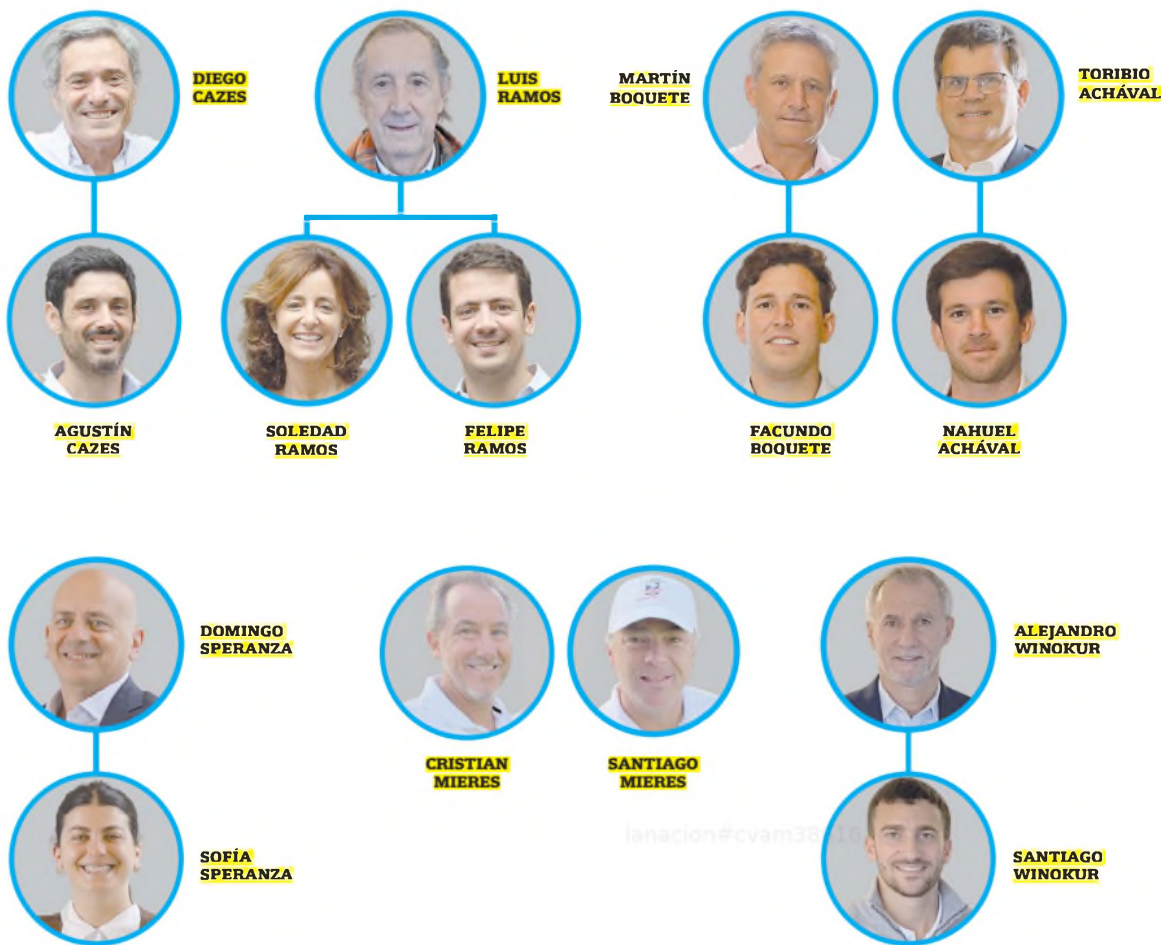 DIEGO
CAZES
LUIS
RAMOS
MARTÍN
BOQUETE
TORIBIO
ACHÁVAL
AGUSTÍN
CAZES
SOLEDAD
RAMOS
FELIPE
RAMOS
FACUNDO
BOQUETE
NAHUEL
ACHÁVAL
DOMINGO
SPERANZA
ALEJANDRO
WINOKUR
CRISTIAN
MIERES
SANTIAGO
MIERES
SOFÍA
SPERANZA
SANTIAGO
WINOKUR